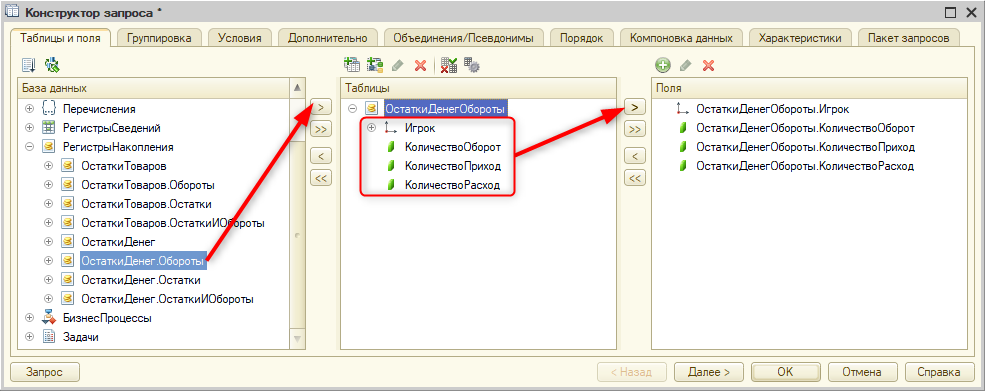 Конструктор запроса *
Таблицы и поля Группировка Условия Дополнительно Объединения/Псевдонимы Порядок Компоновка данных Характеристики Пакет запросов
База данных
Перечисления
РегистрыСведений
РегистрыНакопления
ОстаткиТоваров
ОстаткиТоваров.Обороты
ОстаткиТоваров.Остатки
ОстаткиТоваров.ОстаткиИОбороты
ОстаткиДенег
ОстаткиДенег.Обороты
ОстаткиДенег.Остатки
ОстаткиДенег.ОстаткиИОбороты
БизнесПроцессы
Задачи
>
>>
<
<<
Таблицы
ОстаткиДенегОбороты
Игрок
КоличествоОборот
КоличествоПриход
КоличествоРасход
>
>>
<
<<
Поля
ОстаткиДенегОбороты.Игрок
ОстаткиДенегОбороты.КоличествоОборот
ОстаткиДенегОбороты.КоличествоПриход
ОстаткиДенегОбороты.КоличествоРасход
Запрос < Назад Далее > OK Отмена Справка